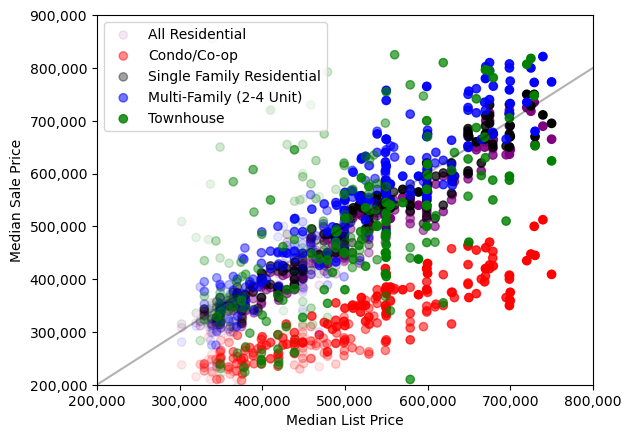 900,000
800,000
700,000
600,000
500,000
400,000
300,000
200,000
Median Sale Price
All Residential
Condo/Co-op
Single Family Residential
Multi-Family (2-4 Unit)
Townhouse
200,000 300,000 400,000 500,000 600,000 700,000 800,000
Median List Price